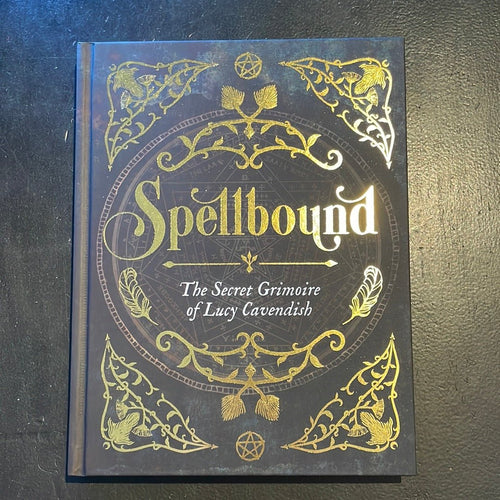 Spellbound
The Secret Grimoire
of Lucy Cavendish